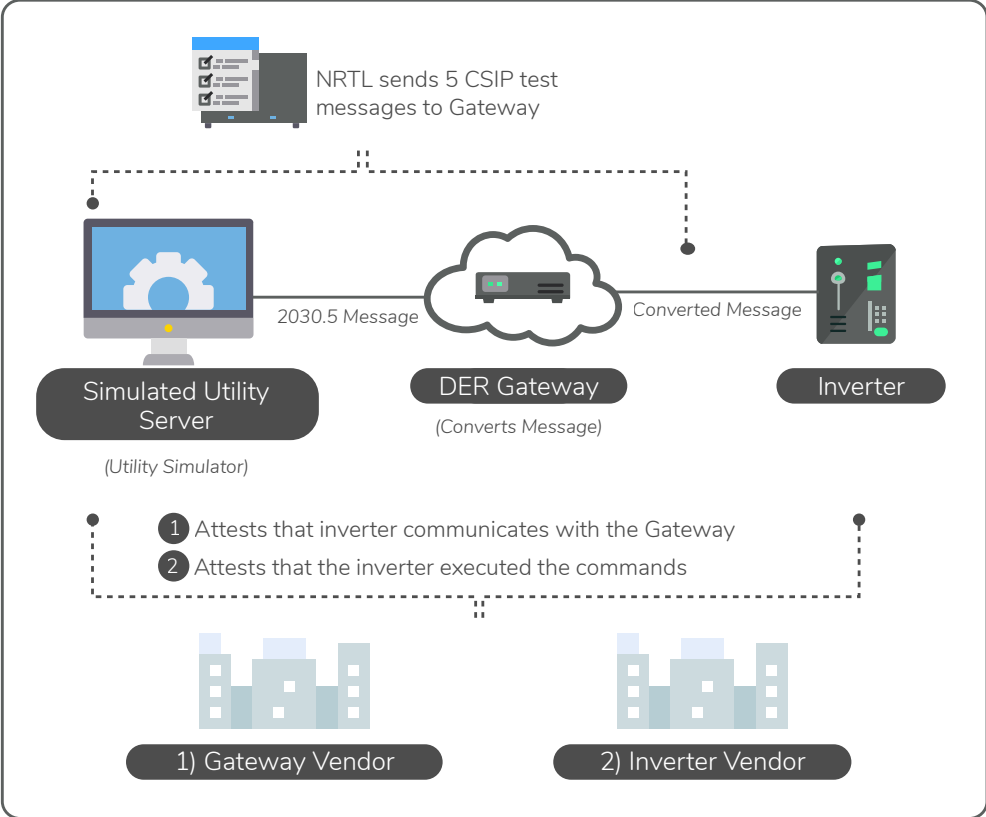 NRTL sends 5 CSIP test
messages to Gateway
2030.5 Message
Converted Message
Simulated Utility
Server
(Utility Simulator)
DER Gateway
(Converts Message)
Inverter
1 Attests that inverter communicates with the Gateway
2 Attests that the inverter executed the commands
1) Gateway Vendor
2) Inverter Vendor